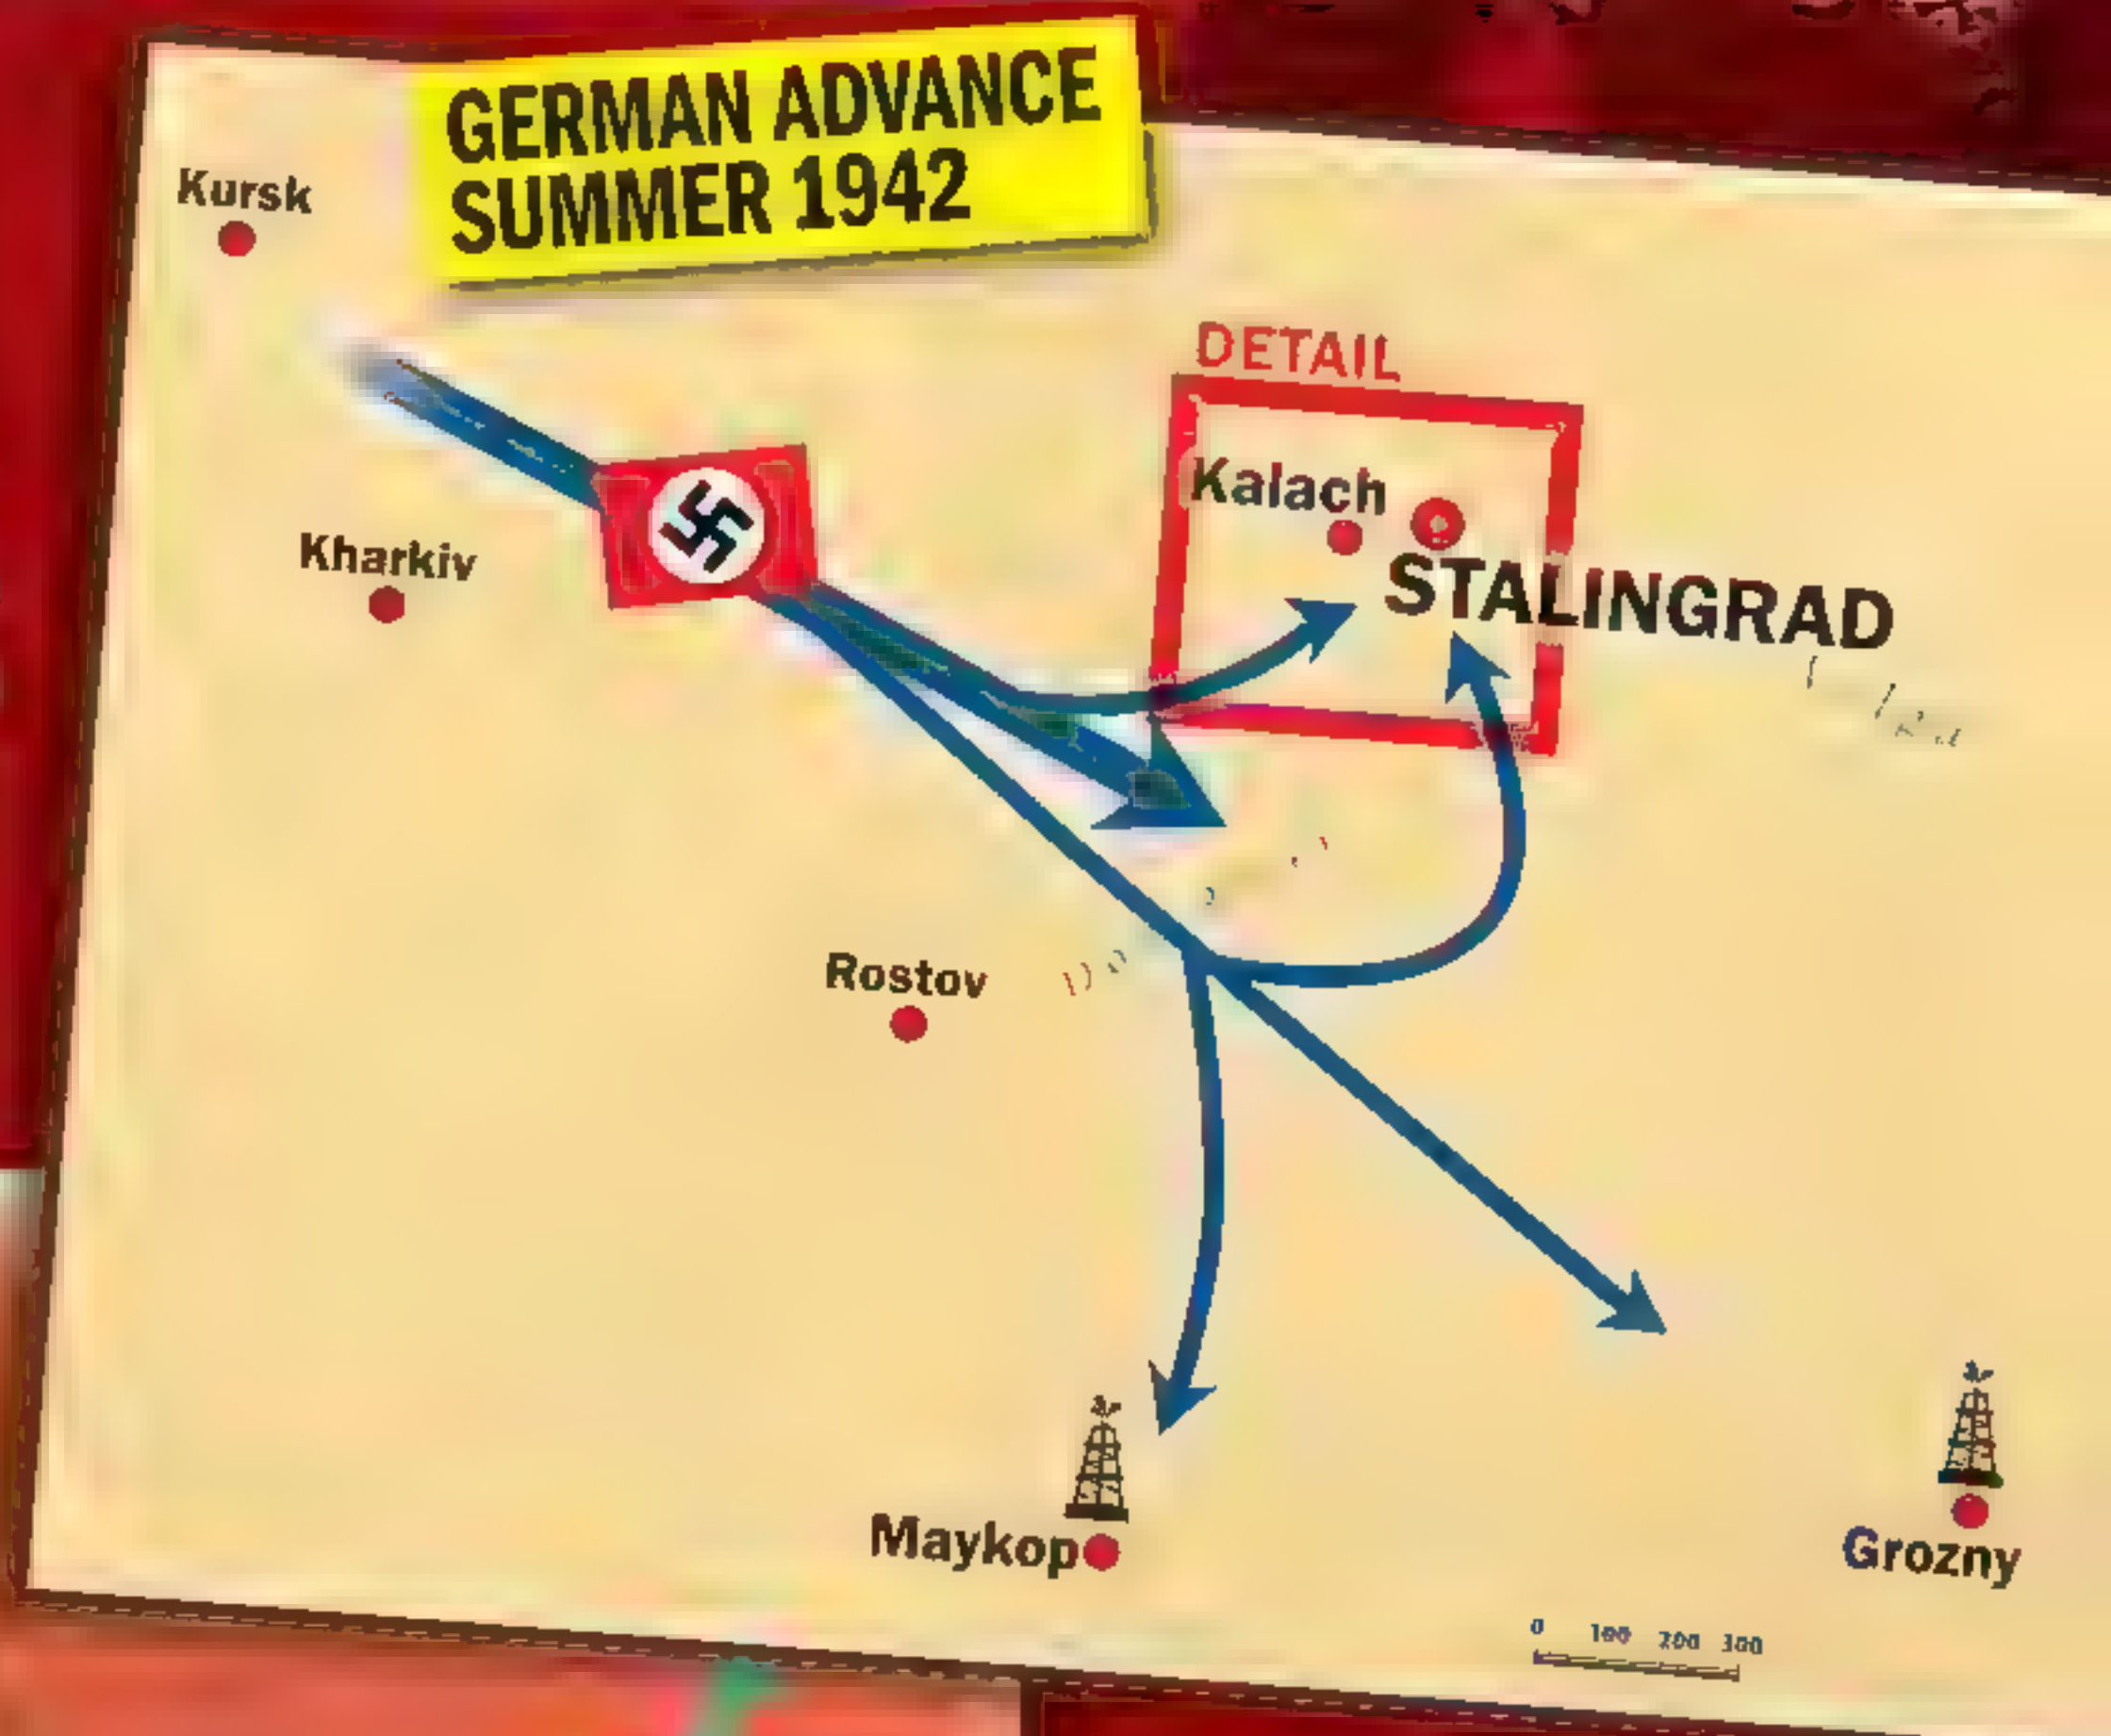 GERMAN ADVANCE
SUMMER 1942
Kursk
DETAIL
Kalach
Kharkiv
STALINGRAD
Rostov
Maykop
Grozny
0 100 200 300